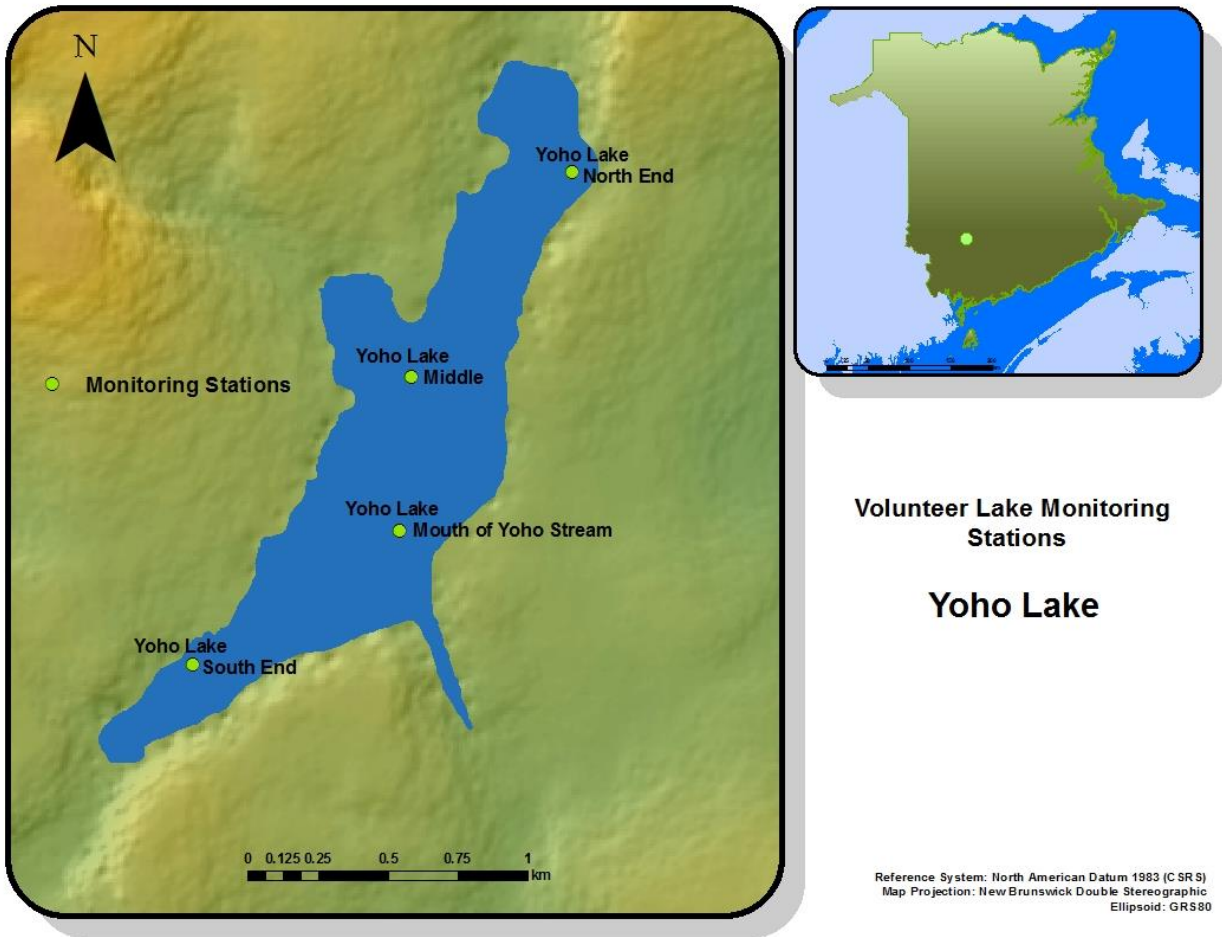 N
Yoho Lake
North End
Yoho Lake
Middle
Monitoring Stations
Yoho Lake
Mouth of Yoho Stream
Yoho Lake
South End
0 0.125 0.25 0.5 0.75 1
km
Volunteer Lake Monitoring
Stations
Yoho Lake
Reference System: North American Datum 1983 (CSRS)
Map Projection: New Brunswick Double Stereographic
Ellipsoid: GRS80